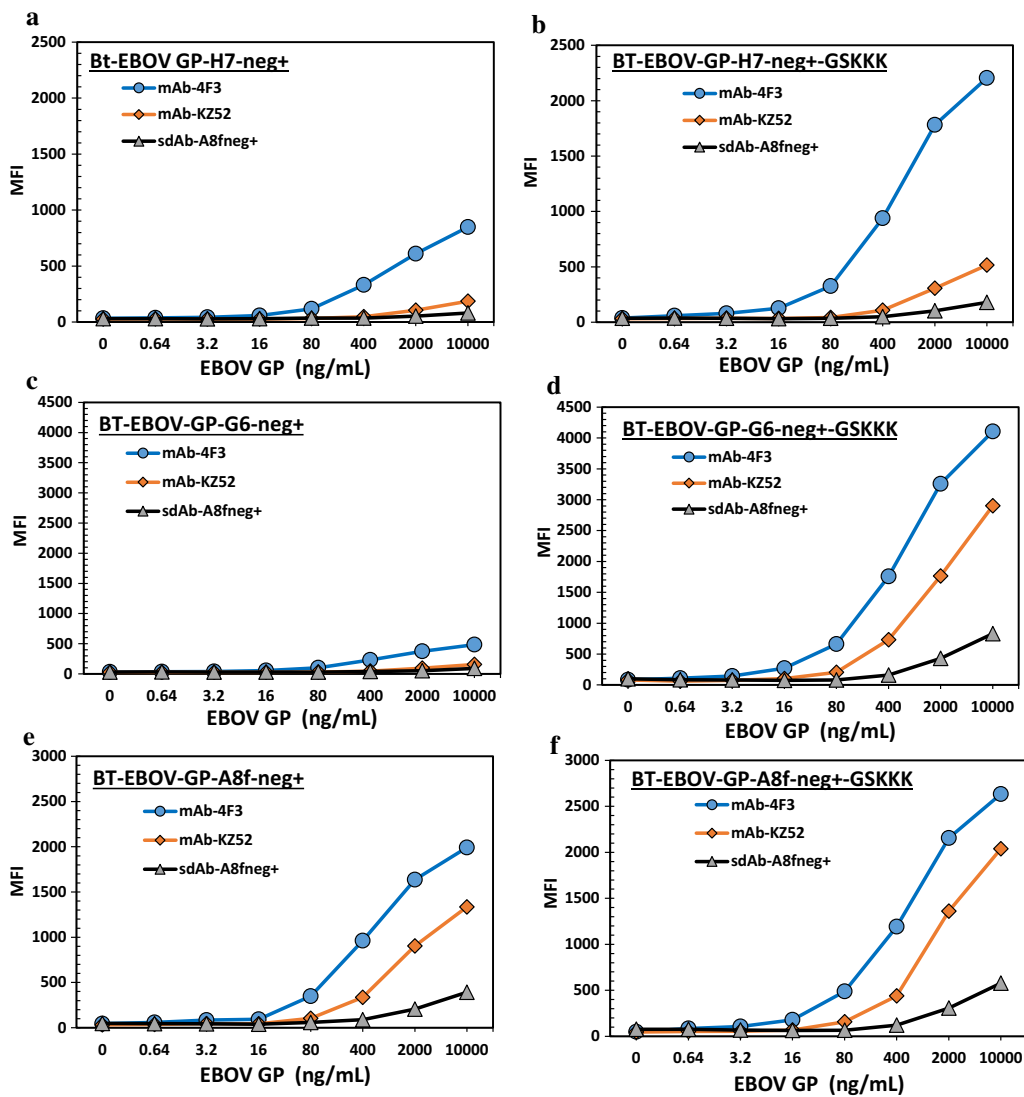 a
Bt-EBOV GP-H7-neg+
mAb-4F3
mAb-KZ52
sdAb-A8fneg+
MFI
2500
2000
1500
1000
500
0
0 0.64 3.2 16 80 400 2000 10000
EBOV GP (ng/mL)
b
BT-EBOV-GP-H7-neg+-GSKKK
mAb-4F3
mAb-KZ52
sdAb-A8fneg+
MFI
2500
2000
1500
1000
500
0
0 0.64 3.2 16 80 400 2000 10000
EBOV GP (ng/mL)
c
BT-EBOV-GP-G6-neg+
mAb-4F3
mAb-KZ52
sdAb-A8fneg+
MFI
4500
4000
3500
3000
2500
2000
1500
1000
500
0
0 0.64 3.2 16 80 400 2000 10000
EBOV GP (ng/mL)
d
BT-EBOV-GP-G6-neg+-GSKKK
mAb-4F3
mAb-KZ52
sdAb-A8fneg+
MFI
4500
4000
3500
3000
2500
2000
1500
1000
500
0
0 0.64 3.2 16 80 400 2000 10000
EBOV GP (ng/mL)
e
BT-EBOV-GP-A8f-neg+
mAb-4F3
mAb-KZ52
sdAb-A8fneg+
MFI
3000
2500
2000
1500
1000
500
0
0 0.64 3.2 16 80 400 2000 10000
EBOV GP (ng/mL)
f
BT-EBOV-GP-A8f-neg+-GSKKK
mAb-4F3
mAb-KZ52
sdAb-A8fneg+
MFI
3000
2500
2000
1500
1000
500
0
0 0.64 3.2 16 80 400 2000 10000
EBOV GP (ng/mL)